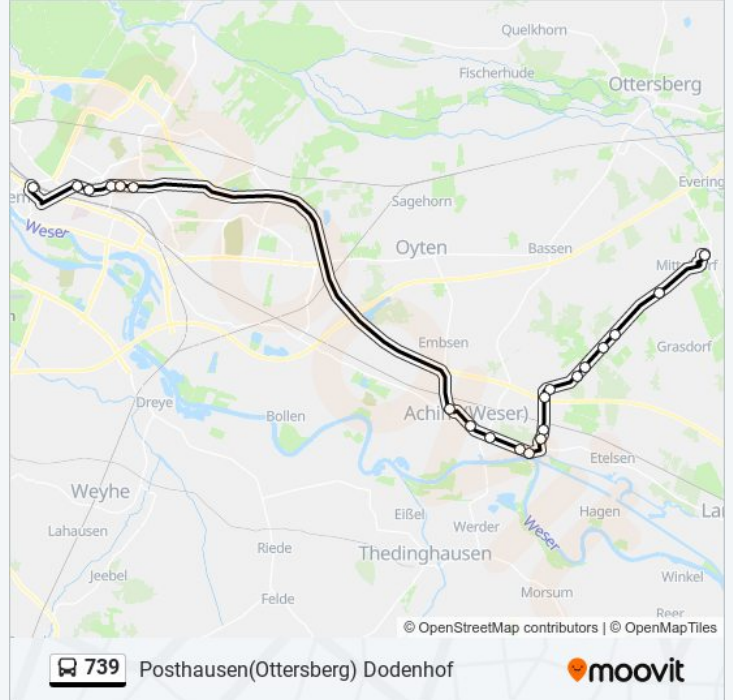 Quelkhorn
Fischerhude
Ottersberg
Evering
Sagehorn
Weser
Oyten
Bassen
Embsen
Grasdorf
Dreye
Achim (Weser)
Bollen
Etelsen
Weyhe
Eißel
Hagen
Werder
Weser
Lahausen
Riede
Thedinghausen
Jeebel
Winkel
Felde
Morsum
Reer
© OpenStreetMap contributors | © OpenMapTiles
739
Posthausen(Ottersberg) Dodenhof
moovit